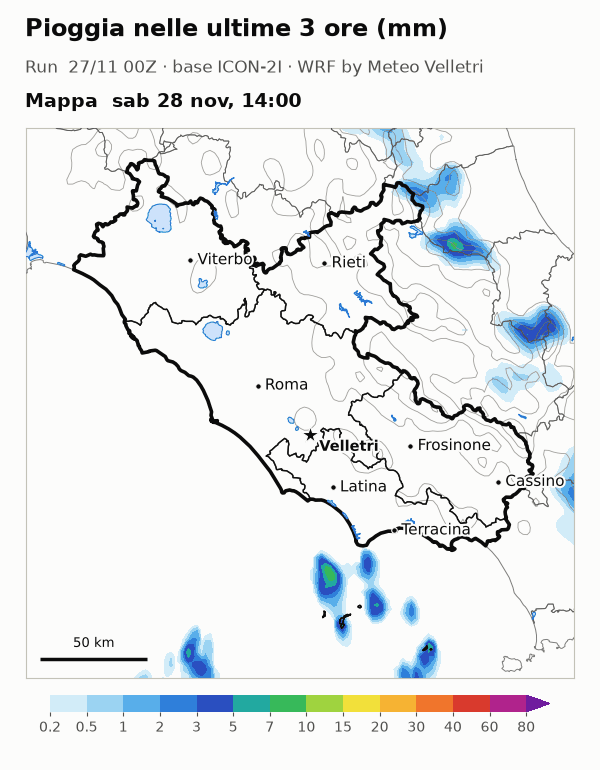 Pioggia nelle ultime 3 ore (mm)
Run  27/11 00Z · base ICON-2I · WRF by Meteo Velletri
Mappa  sab 28 nov, 14:00
Viterbo
Rieti
Roma
Velletri
Frosinone
Latina
Cassino
Terracina
50 km
0.2 0.5 1 2 3 5 7 10 15 20 30 40 60 80